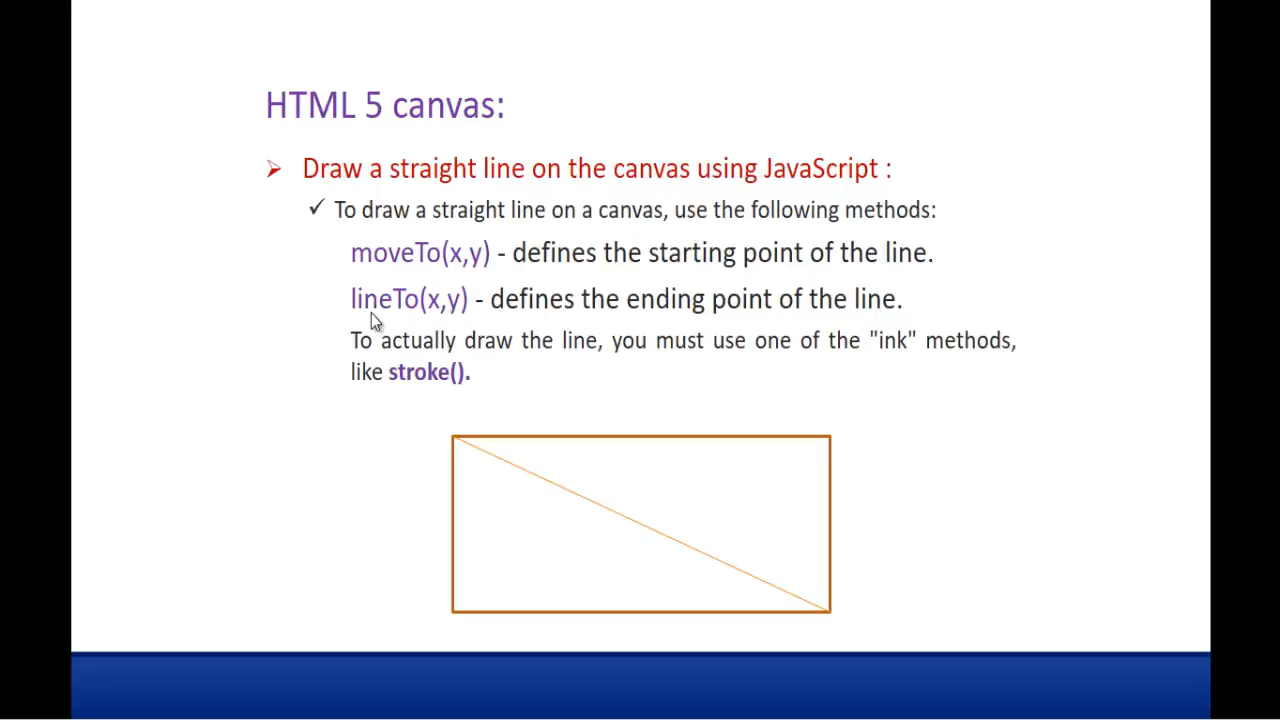 HTML 5 canvas:
Draw a straight line on the canvas using JavaScript :
To draw a straight line on a canvas, use the following methods:
moveTo(x,y) - defines the starting point of the line.
lineTo(x,y) - defines the ending point of the line.
To actually draw the line, you must use one of the "ink" methods,
like stroke().